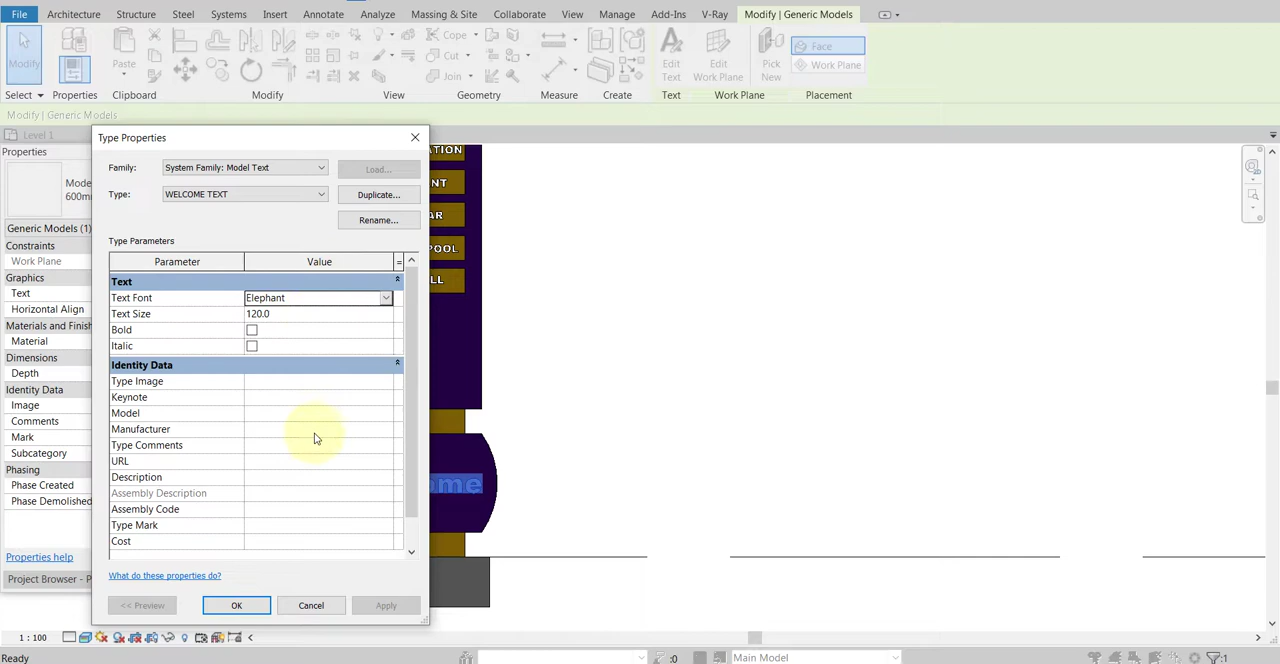 File Architecture Structure Steel Systems Insert Annotate Analyze Massing & Site Collaborate View Manage Add-Ins V-Ray Modify | Generic Models
Modify Paste Cope Cut Join Edit Text Edit Work Plane Pick New Face Work Plane
Select Properties Clipboard Modify View Geometry Measure Create Text Work Plane Placement
Modify | Generic Models
Level 1
Properties
Mode
600mm
Generic Models (1)
Constraints
Work Plane
Graphics
Text
Horizontal Align
Materials and Finish
Material
Dimensions
Depth
Identity Data
Image
Comments
Mark
Subcategory
Phasing
Phase Created
Phase Demolished
Properties help
Project Browser - P
Type Properties
Family: System Family: Model Text Load...
Type: WELCOME TEXT Duplicate...
Rename...
Type Parameters
Parameter Value =
Text
Text Font Elephant
Text Size 120.0
Bold
Italic
Identity Data
Type Image
Keynote
Model
Manufacturer
Type Comments
URL
Description
Assembly Description
Assembly Code
Type Mark
Cost
What do these properties do?
<< Preview OK Cancel Apply
ATION
NT
AR
POOL
LL
ome
1 : 100
Ready :0 Main Model :1